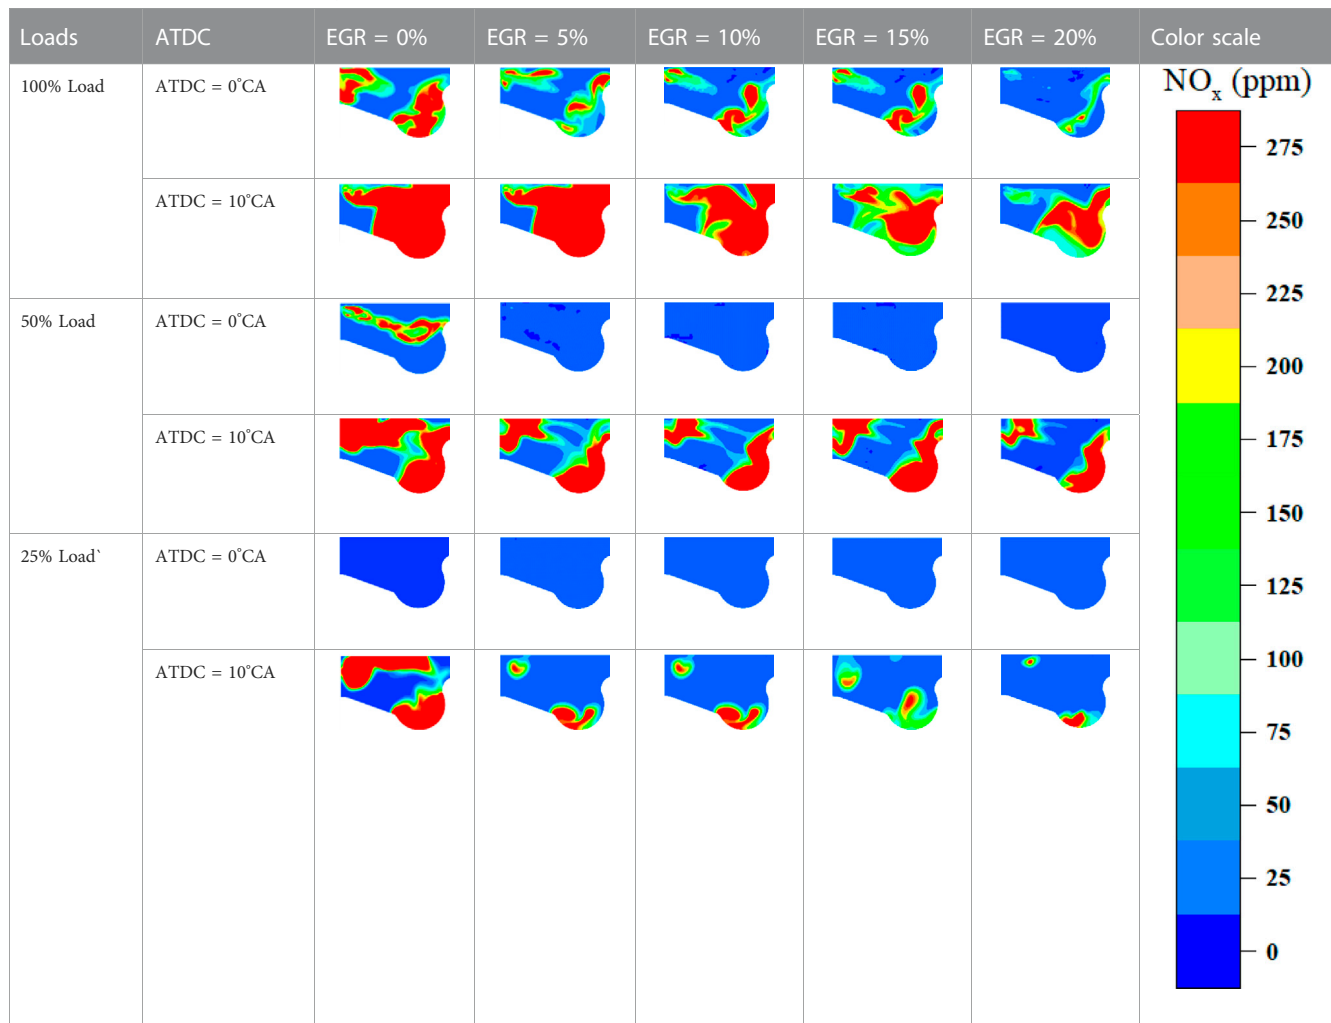 Loads ATDC EGR = 0% EGR = 5% EGR = 10% EGR = 15% EGR = 20% Color scale
100% Load ATDC = 0°CA
ATDC = 10°CA
50% Load ATDC = 0°CA
ATDC = 10°CA
25% Load` ATDC = 0°CA
ATDC = 10°CA
NOx (ppm)
275
250
225
200
175
150
125
100
75
50
25
0